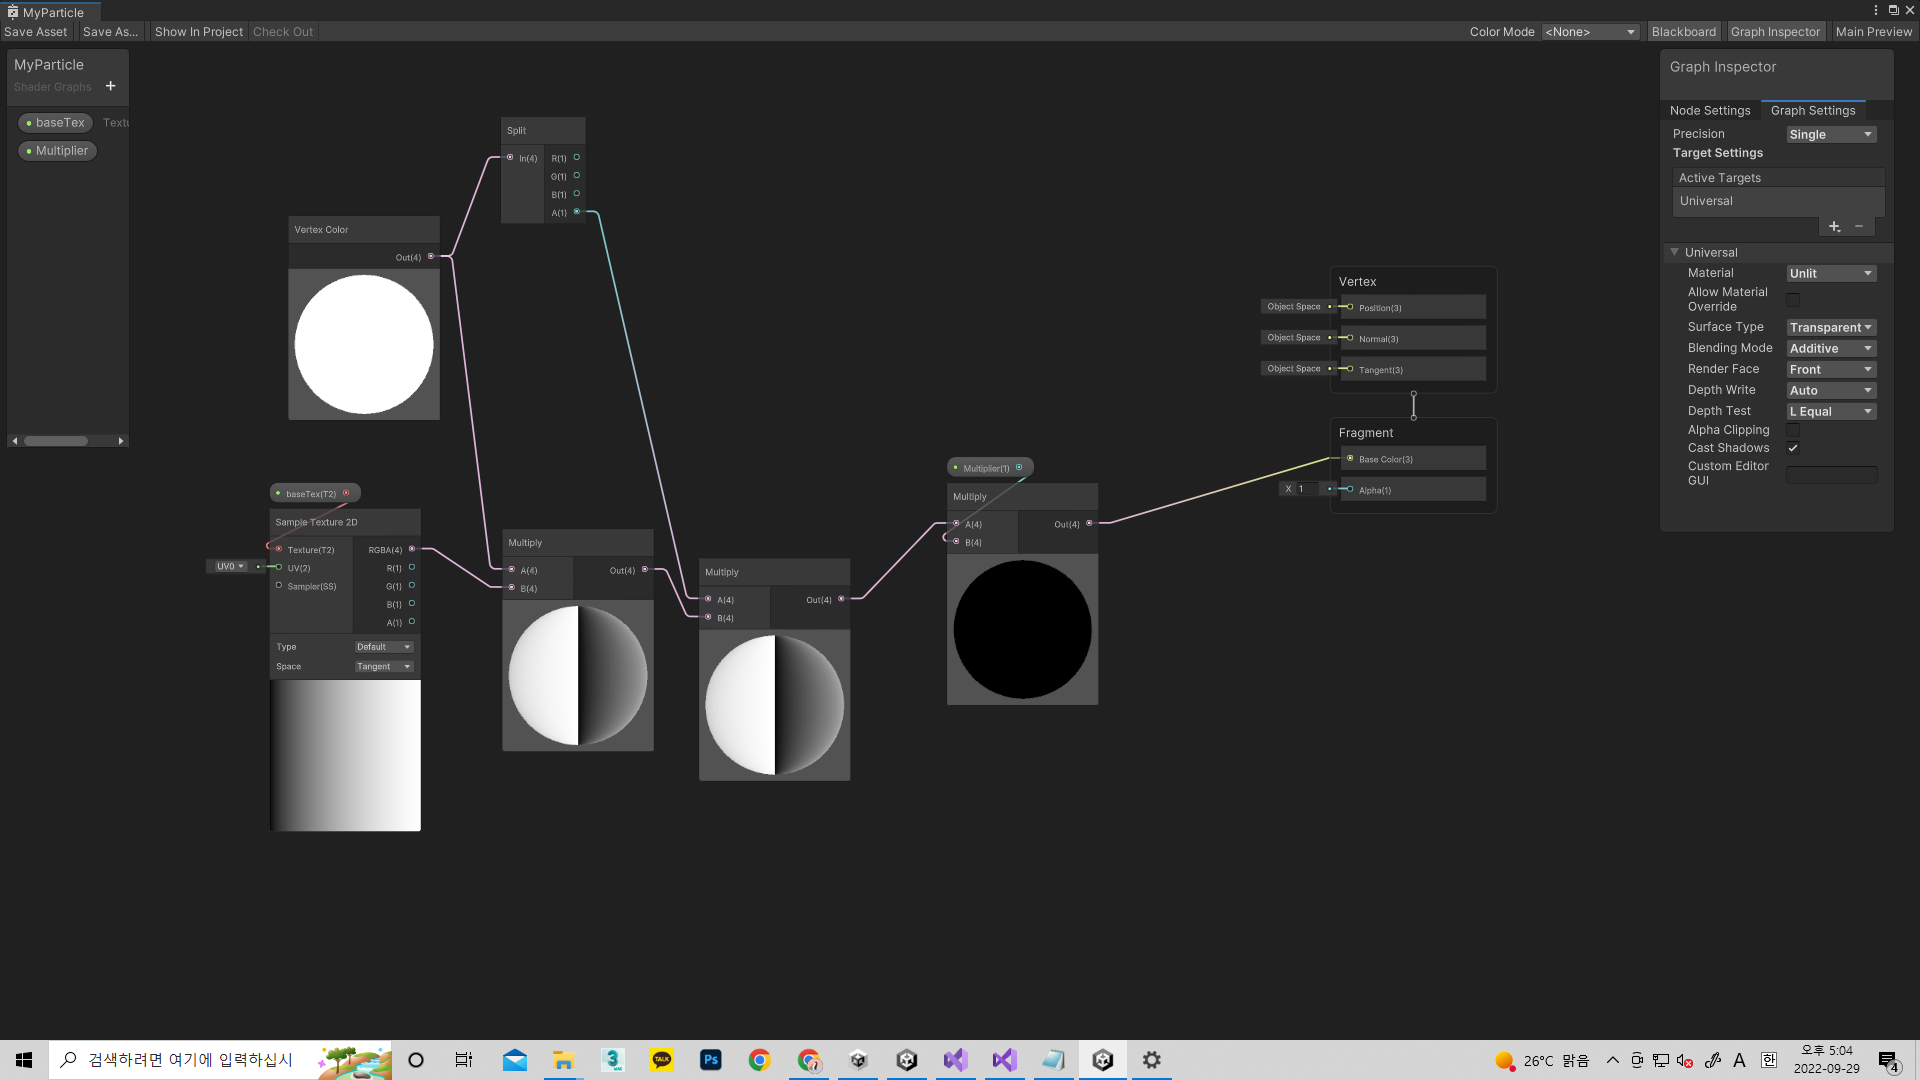 MyParticle
Save Asset
Save As...
Show In Project
Check Out
Color Mode
<None>
Blackboard
Graph Inspector
Main Preview
MyParticle
Shader Graphs
+
baseTex
Textu
Multiplier
Split
In(4)
R(1)
G(1)
B(1)
A(1)
Vertex Color
Out(4)
baseTex(T2)
Sample Texture 2D
Texture(T2)
RGBA(4)
UV0
UV(2)
R(1)
Sampler(SS)
G(1)
B(1)
A(1)
Type
Default
Space
Tangent
Multiply
A(4)
Out(4)
B(4)
Multiply
A(4)
Out(4)
B(4)
Multiplier(1)
Multiply
A(4)
Out(4)
B(4)
Vertex
Object Space
Position(3)
Object Space
Normal(3)
Object Space
Tangent(3)
Fragment
Base Color(3)
X 1
Alpha(1)
Graph Inspector
Node Settings
Graph Settings
Precision
Single
Target Settings
Active Targets
Universal
Universal
Material
Unlit
Allow Material
Override
Surface Type
Transparent
Blending Mode
Additive
Render Face
Front
Depth Write
Auto
Depth Test
L Equal
Alpha Clipping
Cast Shadows
Custom Editor
GUI
검색하려면 여기에 입력하십시
3
MAX
TALK
Ps
26°C 맑음
A
한
오후 5:04
2022-09-29
4